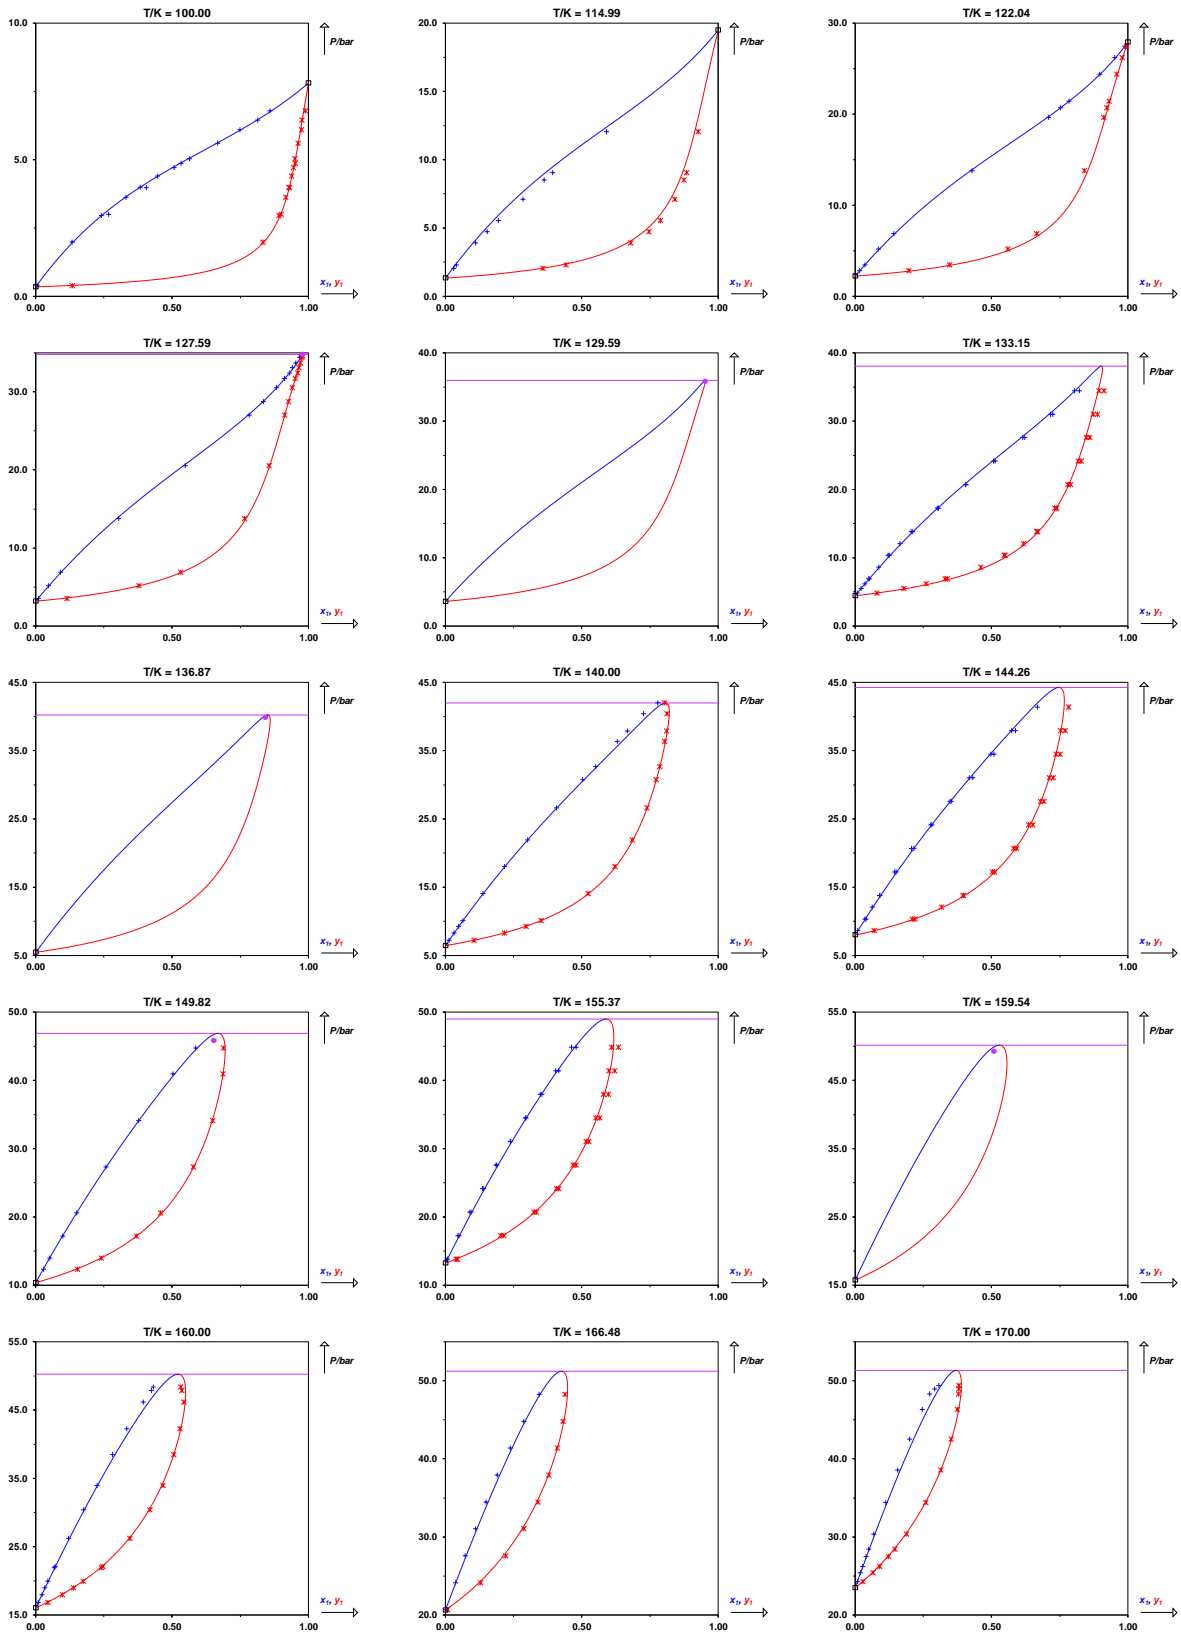 T/K = 100.00 T/K = 114.99 T/K = 122.04
10.0 20.0 30.0
P/bar P/bar P/bar
15.0
20.0
5.0 10.0
10.0
5.0
x₁, y₁ x₁, y₁ x₁, y₁
0.0 0.0 0.0
0.00 0.50 1.00 0.00 0.50 1.00 0.00 0.50 1.00
T/K = 127.59 T/K = 129.59 T/K = 133.15
40.0 40.0
P/bar P/bar P/bar
30.0 30.0 30.0
20.0 20.0 20.0
10.0 10.0 10.0
x₁, y₁ x₁, y₁ x₁, y₁
0.0 0.0 0.0
0.00 0.50 1.00 0.00 0.50 1.00 0.00 0.50 1.00
T/K = 136.87 T/K = 140.00 T/K = 144.26
45.0 45.0 45.0
P/bar P/bar P/bar
35.0 35.0 35.0
25.0 25.0 25.0
15.0 15.0 15.0
x₁, y₁ x₁, y₁ x₁, y₁
5.0 5.0 5.0
0.00 0.50 1.00 0.00 0.50 1.00 0.00 0.50 1.00
T/K = 149.82 T/K = 155.37 T/K = 159.54
50.0 50.0 55.0
P/bar P/bar P/bar
40.0 40.0 45.0
30.0 30.0 35.0
20.0 20.0 25.0
x₁, y₁ x₁, y₁ x₁, y₁
10.0 10.0 15.0
0.00 0.50 1.00 0.00 0.50 1.00 0.00 0.50 1.00
T/K = 160.00 T/K = 166.48 T/K = 170.00
55.0
P/bar P/bar P/bar
50.0 50.0
45.0
40.0 40.0
35.0
30.0 30.0
25.0
x₁, y₁ x₁, y₁ x₁, y₁
15.0 20.0 20.0
0.00 0.50 1.00 0.00 0.50 1.00 0.00 0.50 1.00